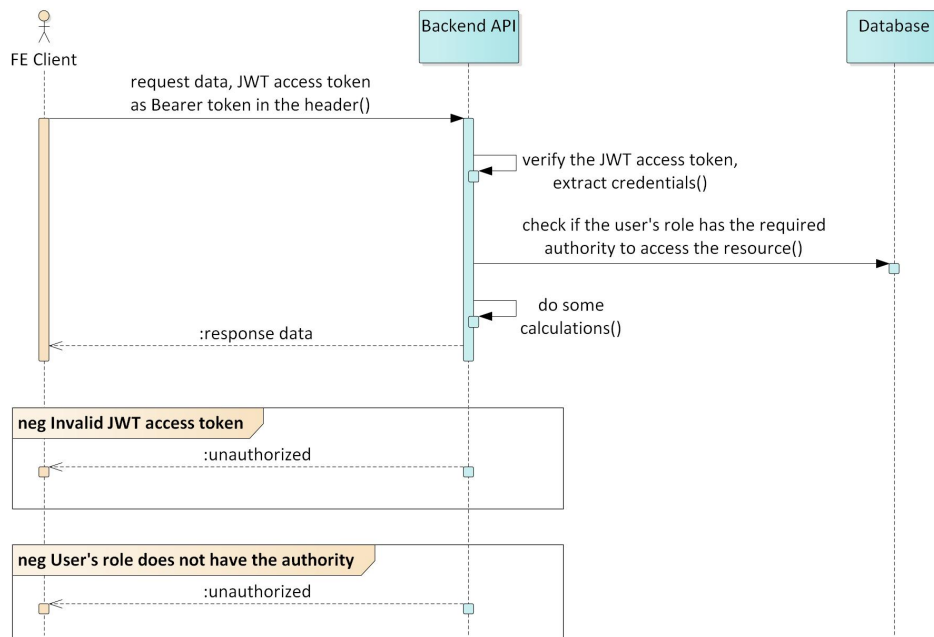 FE Client
Backend API
Database
request data, JWT access token
as Bearer token in the header()
verify the JWT access token,
extract credentials()
check if the user's role has the required
authority to access the resource()
do some
calculations()
:response data
neg Invalid JWT access token
:unauthorized
neg User's role does not have the authority
:unauthorized